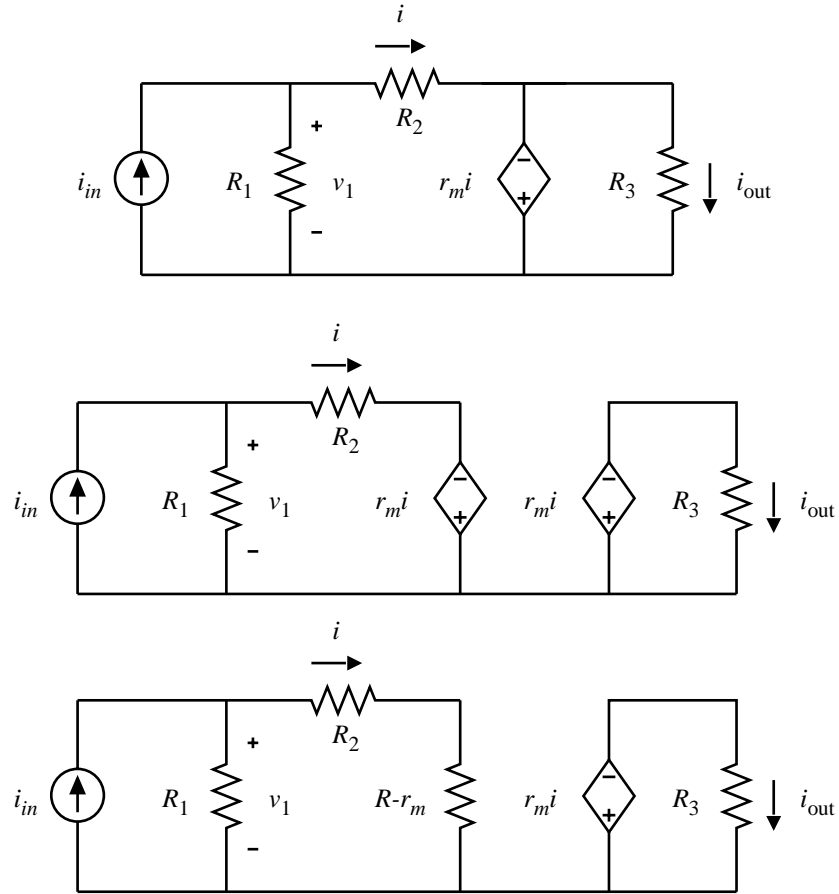 i
R2
+
i_in R1 v1 r_m i − + R3 i_out
−
i
R2
+
i_in R1 v1 r_m i − + r_m i − + R3 i_out
−
i
R2
+
i_in R1 v1 R-r_m r_m i − + R3 i_out
−